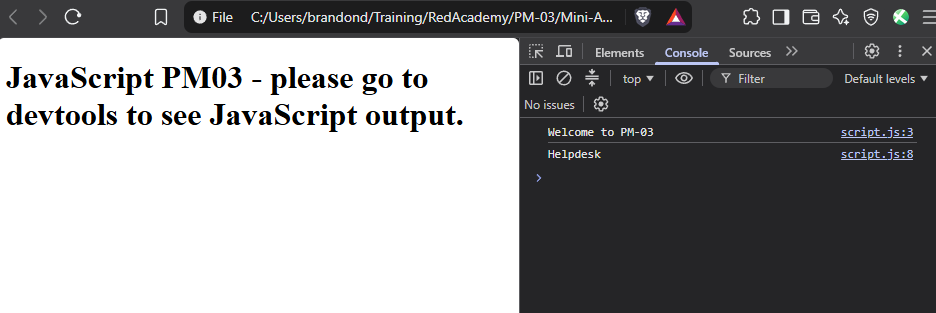 File C:/Users/brandond/Training/RedAcademy/PM-03/Mini-A...
JavaScript PM03 - please go to
devtools to see JavaScript output.
Elements Console Sources
top Filter Default levels
No issues
Welcome to PM-03 script.js:3
Helpdesk script.js:8